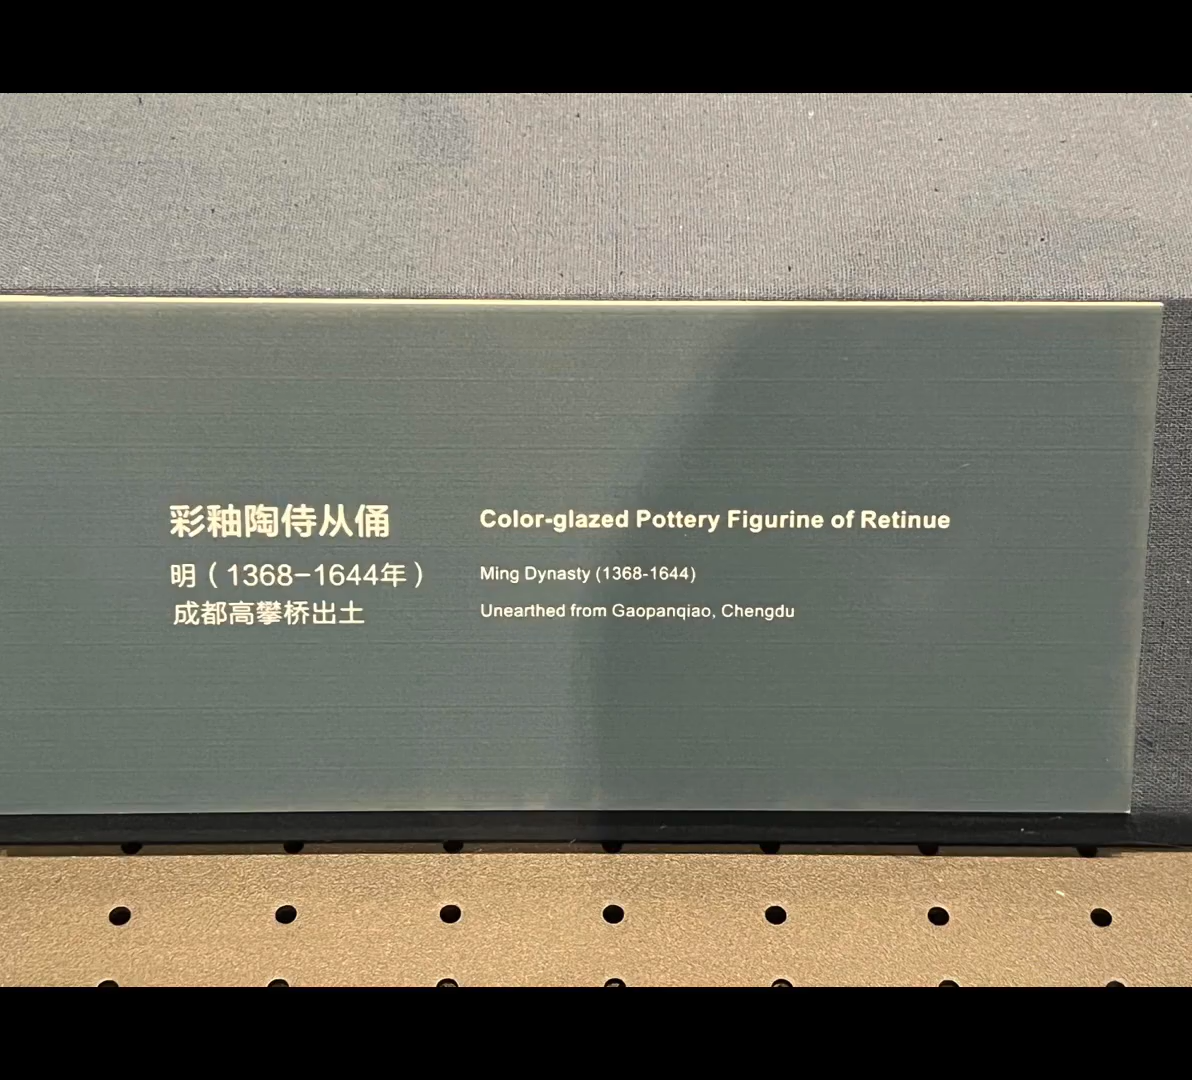 彩釉陶侍从俑
明（1368-1644年）
成都高攀桥出土
Color-glazed Pottery Figurine of Retinue
Ming Dynasty (1368-1644)
Unearthed from Gaopanqiao, Chengdu